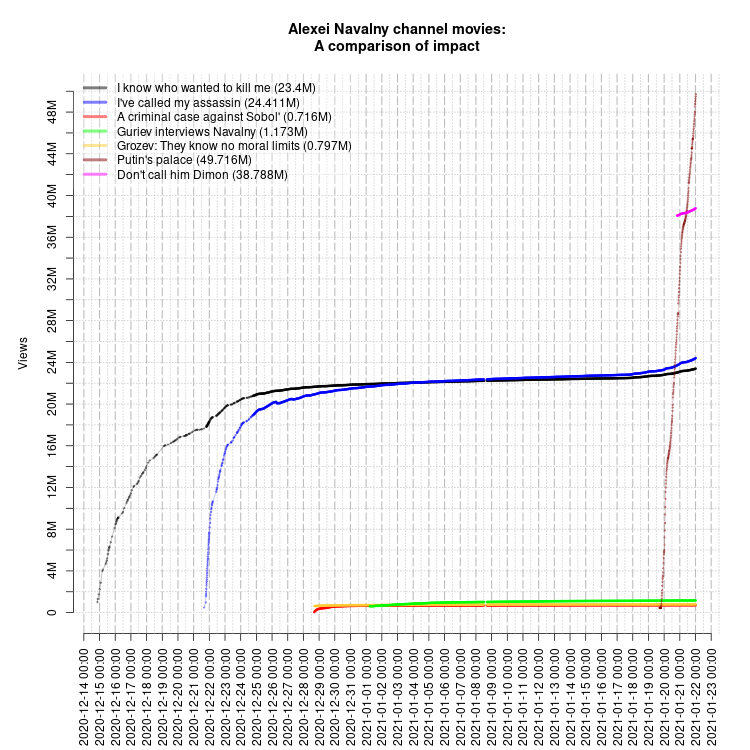 Alexei Navalny channel movies:
A comparison of impact
I know who wanted to kill me (23.4M)
I've called my assassin (24.411M)
A criminal case against Sobol' (0.716M)
Guriev interviews Navalny (1.173M)
Grozev: They know no moral limits (0.797M)
Putin's palace (49.716M)
Don't call him Dimon (38.788M)
Views
48M
44M
40M
36M
32M
28M
24M
20M
16M
12M
8M
4M
0
2020-12-14 00:00
2020-12-15 00:00
2020-12-16 00:00
2020-12-17 00:00
2020-12-18 00:00
2020-12-19 00:00
2020-12-20 00:00
2020-12-21 00:00
2020-12-22 00:00
2020-12-23 00:00
2020-12-24 00:00
2020-12-25 00:00
2020-12-26 00:00
2020-12-27 00:00
2020-12-28 00:00
2020-12-29 00:00
2020-12-30 00:00
2020-12-31 00:00
2021-01-01 00:00
2021-01-02 00:00
2021-01-03 00:00
2021-01-04 00:00
2021-01-05 00:00
2021-01-06 00:00
2021-01-07 00:00
2021-01-08 00:00
2021-01-09 00:00
2021-01-10 00:00
2021-01-11 00:00
2021-01-12 00:00
2021-01-13 00:00
2021-01-14 00:00
2021-01-15 00:00
2021-01-16 00:00
2021-01-17 00:00
2021-01-18 00:00
2021-01-19 00:00
2021-01-20 00:00
2021-01-21 00:00
2021-01-22 00:00
2021-01-23 00:00